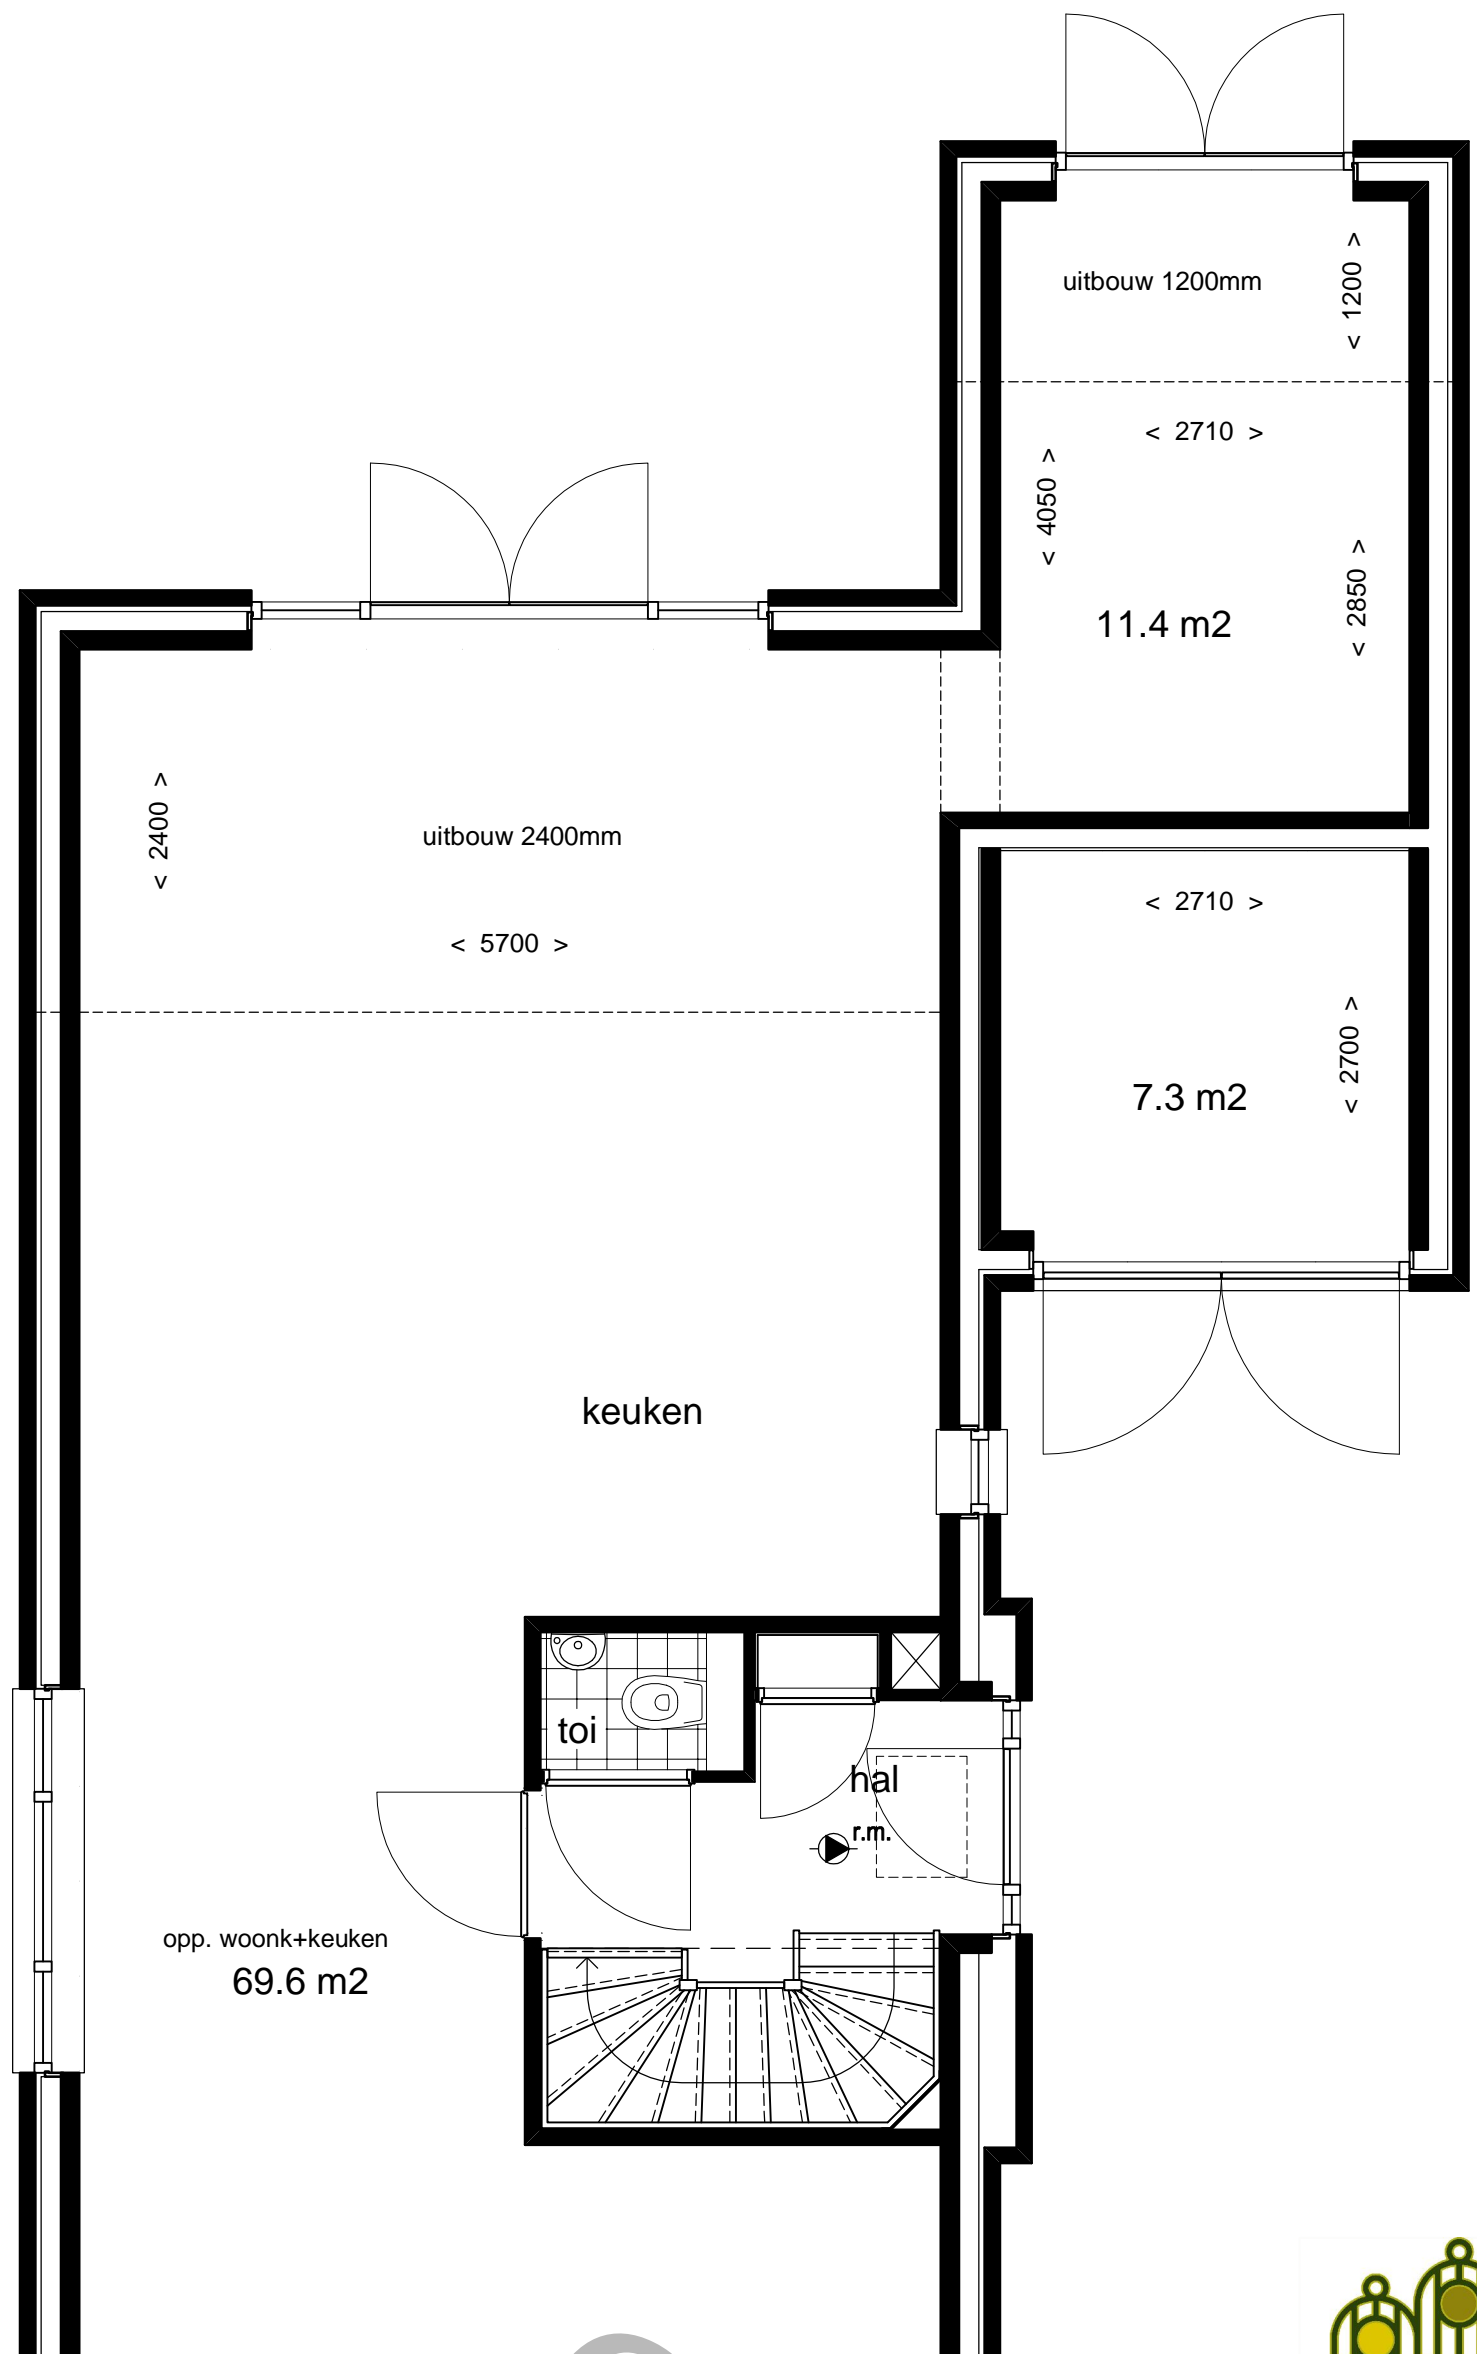 uitbouw 1200mm
< 1200 >
< 2710 >
< 4050 >
< 2850 >
11.4 m2
< 2400 >
uitbouw 2400mm
< 5700 >
< 2710 >
< 2700 >
7.3 m2
keuken
toi
hal
r.m.
opp. woonk+keuken
69.6 m2